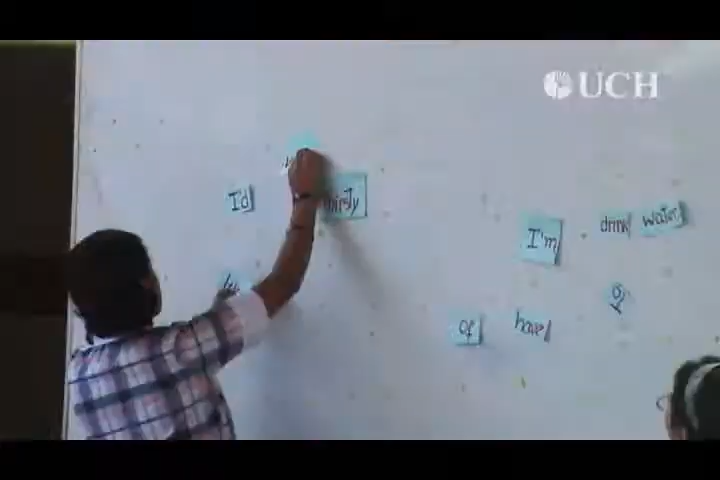 UCH
I'd
thirsty
I'm
drink
water
of
have